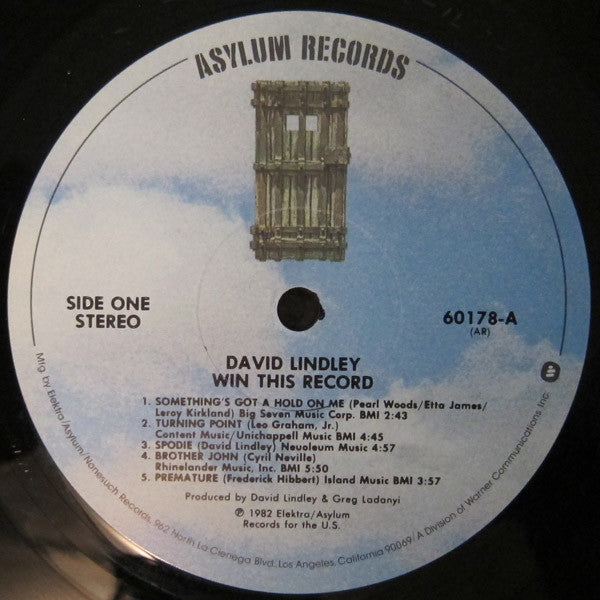 ASYLUM RECORDS
SIDE ONE
STEREO
60178-A
(AR)
DAVID LINDLEY
WIN THIS RECORD
1. SOMETHING'S GOT A HOLD ON ME (Pearl Woods/Etta James/
Leroy Kirkland) Big Seven Music Corp. BMI 2:43
2. TURNING POINT (Leo Graham, Jr.)
Content Music/Unichappell Music BMI 4:45
3. SPODIE (David Lindley) Neuoleum Music 4:57
4. BROTHER JOHN (Cyril Neville)
Rhinelander Music, Inc. BMI 5:50
5. PREMATURE (Frederick Hibbert) Island Music BMI 3:57
Produced by David Lindley & Greg Ladanyi
℗ 1982 Elektra/Asylum
Records for the U.S.
Mfg. by Elektra/Asylum/Nonesuch Records, 962 North La Cienega Blvd., Los Angeles, California 90069/A Division of Warner Communications, Inc.